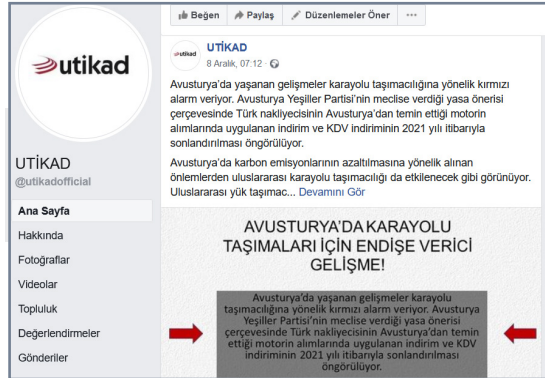 Beğen Paylaş Düzenlemeler Öner ...
utikad
UTİKAD
@utikadofficial
Ana Sayfa
Hakkında
Fotoğraflar
Videolar
Topluluk
Değerlendirmeler
Gönderiler
utikad
UTİKAD
8 Aralık, 07:12 ·
Avusturya'da yaşanan gelişmeler karayolu taşımacılığına yönelik kırmızı
alarm veriyor. Avusturya Yeşiller Partisi'nin meclise verdiği yasa önerisi
çerçevesinde Türk nakliyecisinin Avusturya'dan temin ettiği motorin
alımlarında uygulanan indirim ve KDV indiriminin 2021 yılı itibarıyla
sonlandırılması öngörülüyor.
Avusturya'da karbon emisyonlarının azaltılmasına yönelik alınan
önlemlerden uluslararası karayolu taşımacılığı da etkilenecek gibi görünüyor.
Uluslararası yük taşımac... Devamını Gör
AVUSTURYA'DA KARAYOLU
TAŞIMALARI İÇİN ENDİŞE VERİCİ
GELİŞME!
Avusturya'da yaşanan gelişmeler karayolu
taşımacılığına yönelik kırmızı alarm veriyor. Avusturya
Yeşiller Partisi'nin meclise verdiği yasa önerisi
çerçevesinde Türk nakliyecisinin Avusturya'dan temin
ettiği motorin alımlarında uygulanan indirim ve KDV
indiriminin 2021 yılı itibarıyla sonlandırılması
öngörülüyor.